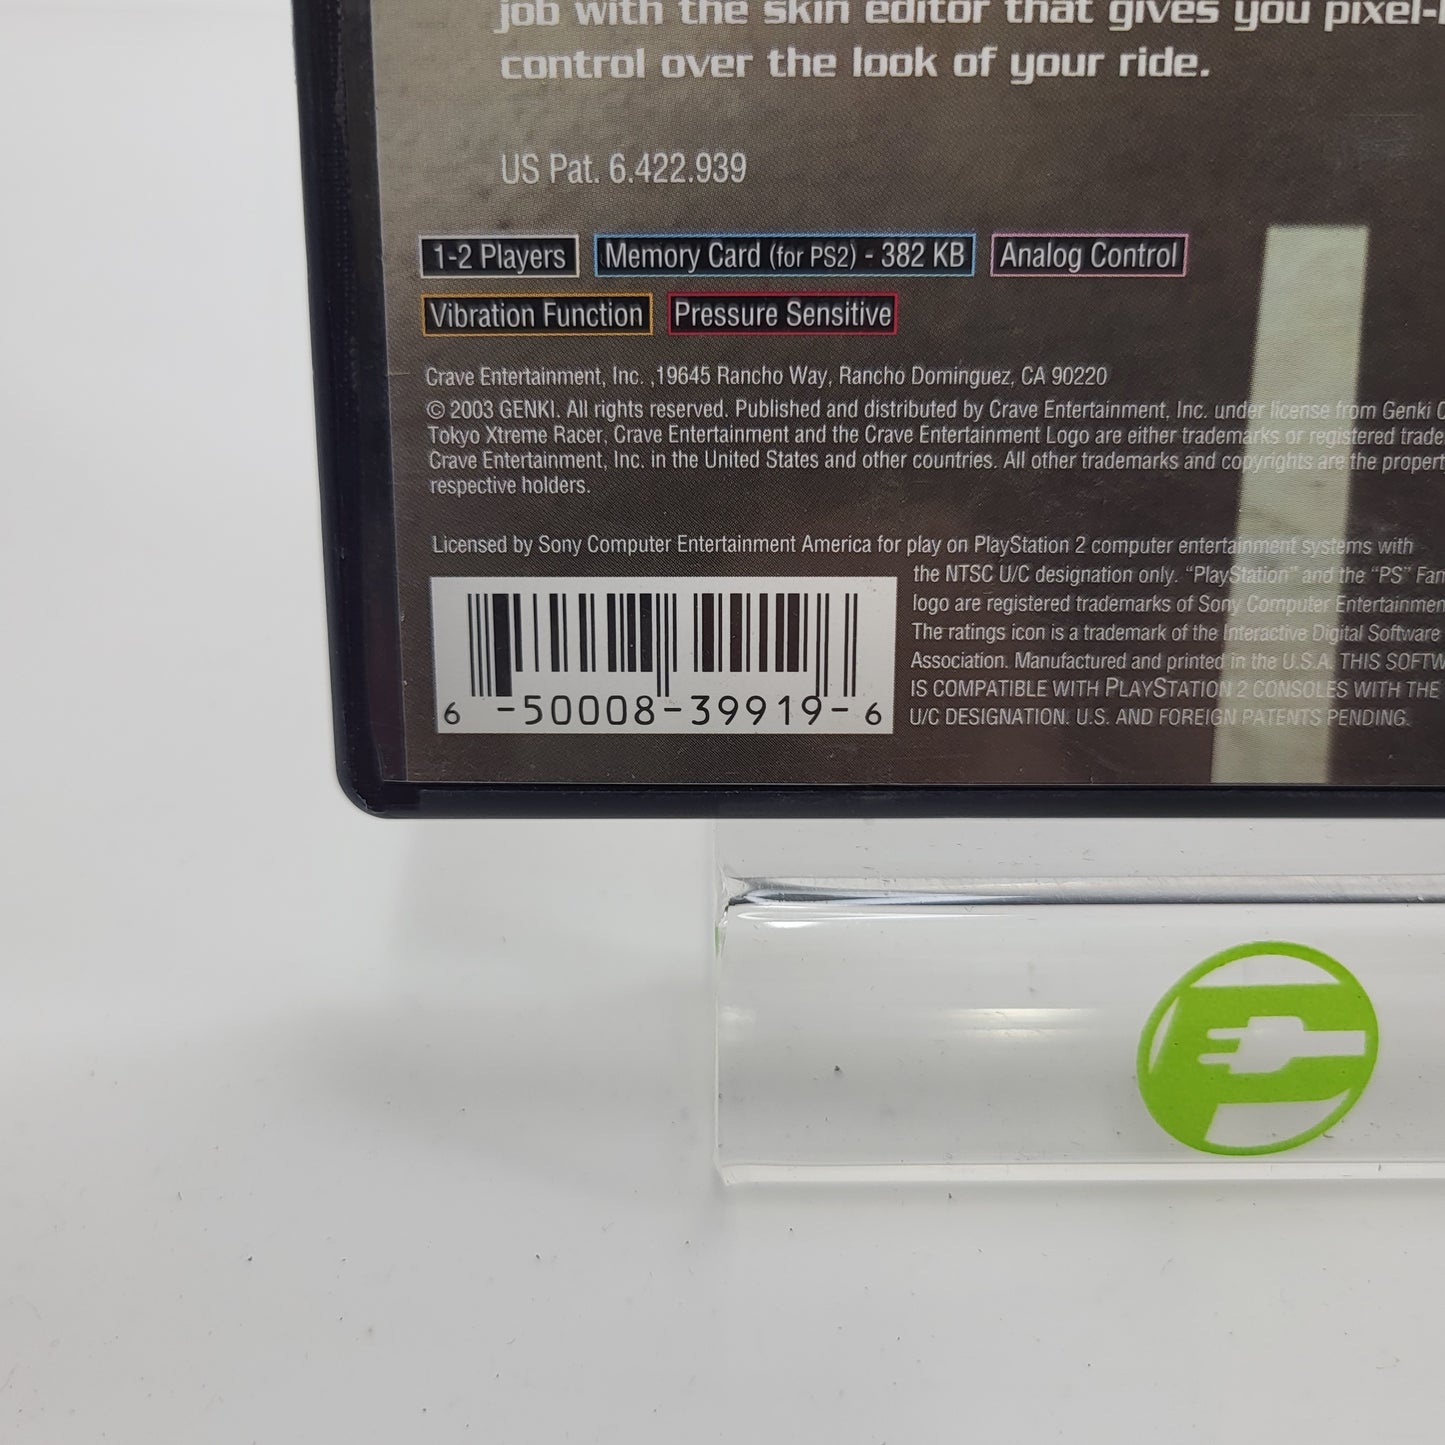 job with the skin editor that gives you
control over the look of your ride.
US Pat. 6.422.939
1-2 Players Memory Card (for PS2) - 382 KB Analog Control
Vibration Function Pressure Sensitive
Crave Entertainment, Inc. ,19645 Rancho Way, Rancho Dominguez, CA 90220
© 2003 GENKI. All rights reserved. Published and distributed by Crave Entertainment, Inc. under license from Genki
Tokyo Xtreme Racer, Crave Entertainment and the Crave Entertainment Logo are either trademarks or registered
Crave Entertainment, Inc. in the United States and other countries. All other trademarks and copyrights are the
respective holders.
Licensed by Sony Computer Entertainment America for play on PlayStation 2 computer entertainment systems with
the NTSC U/C designation only. "PlayStation" and the "PS"
logo are registered trademarks of Sony Computer
The ratings icon is a trademark of the Interactive Digital Software
Association. Manufactured and printed in the U.S.A. THIS
IS COMPATIBLE WITH PLAYSTATION 2 CONSOLES WITH THE
U/C DESIGNATION. U.S. AND FOREIGN PATENTS PENDING.
6 -50008-39919- 6